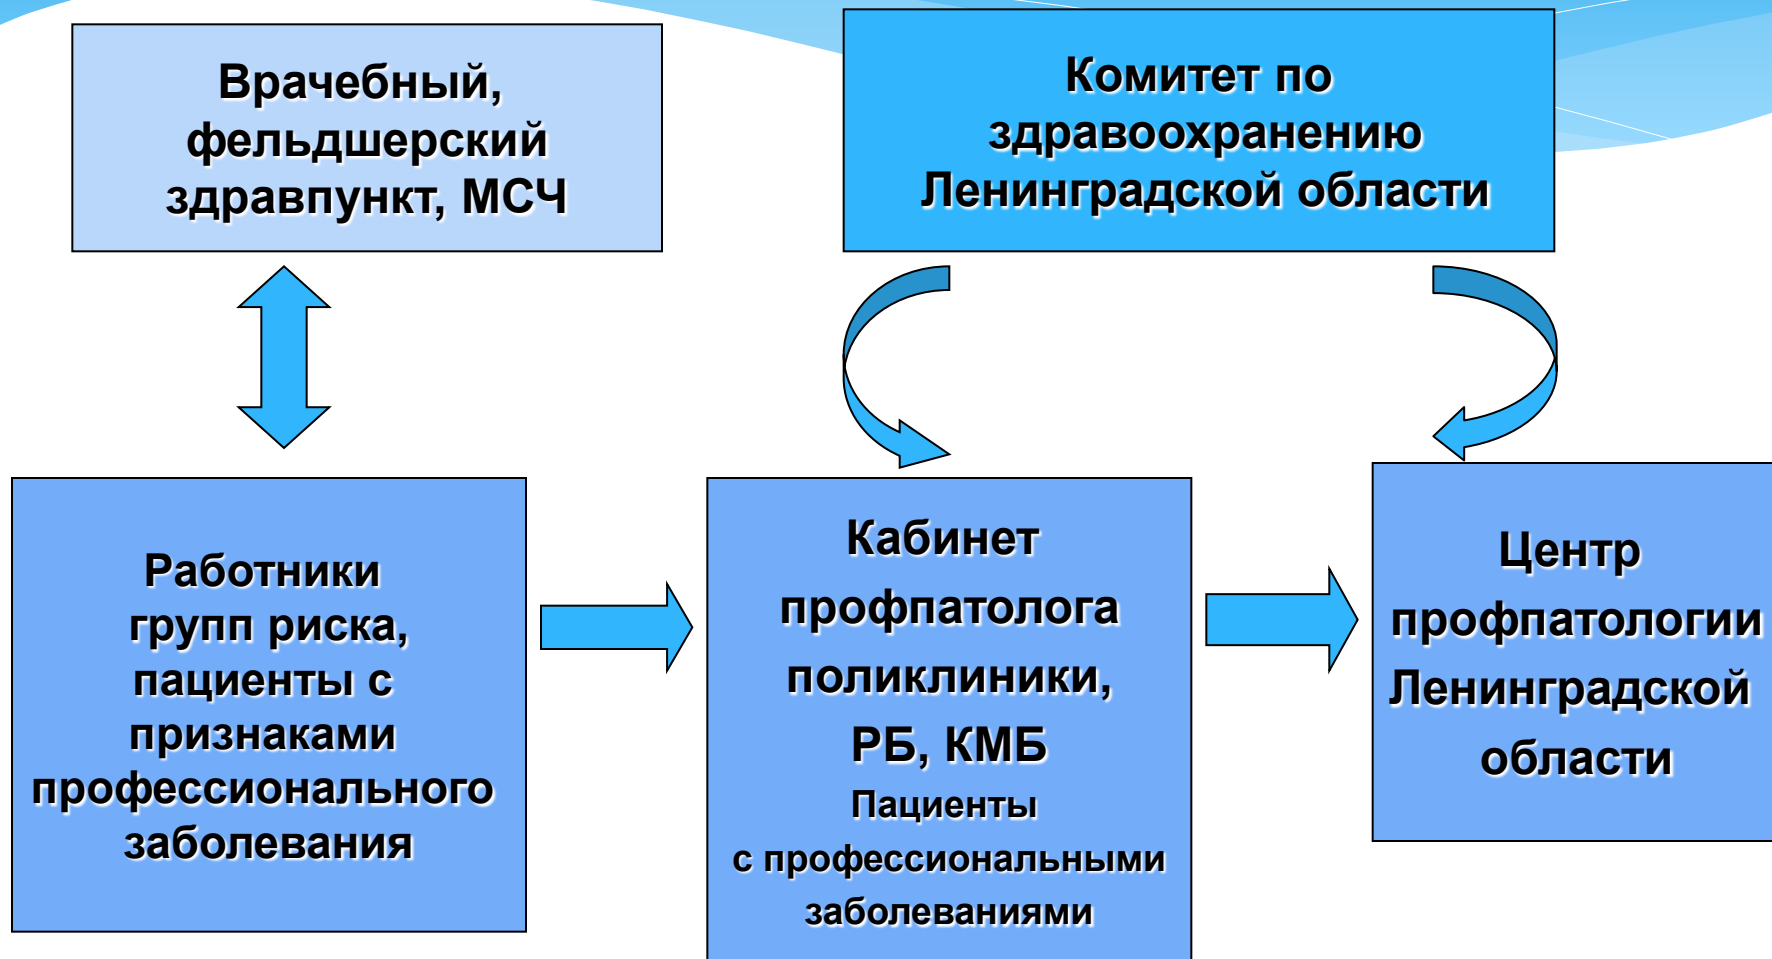 Врачебный,
фельдшерский
здравпункт, МСЧ
Комитет по
здравоохранению
Ленинградской области
Работники
групп риска,
пациенты с
признаками
профессионального
заболевания
Кабинет
профпатолога
поликлиники,
РБ, КМБ
Пациенты
с профессиональными
заболеваниями
Центр
профпатологии
Ленинградской
области